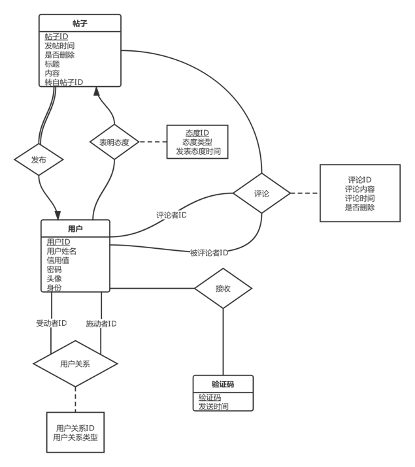 帖子
帖子ID
发帖时间
是否删除
标题
内容
转自帖子ID
发布
表明态度
态度ID
态度类型
发表态度时间
评论
评论ID
评论内容
评论时间
是否删除
评论者ID
被评论者ID
用户
用户ID
用户姓名
信用值
密码
头像
身份
接收
受动者ID
施动者ID
用户关系
验证码
验证码
发送时间
用户关系ID
用户关系类型